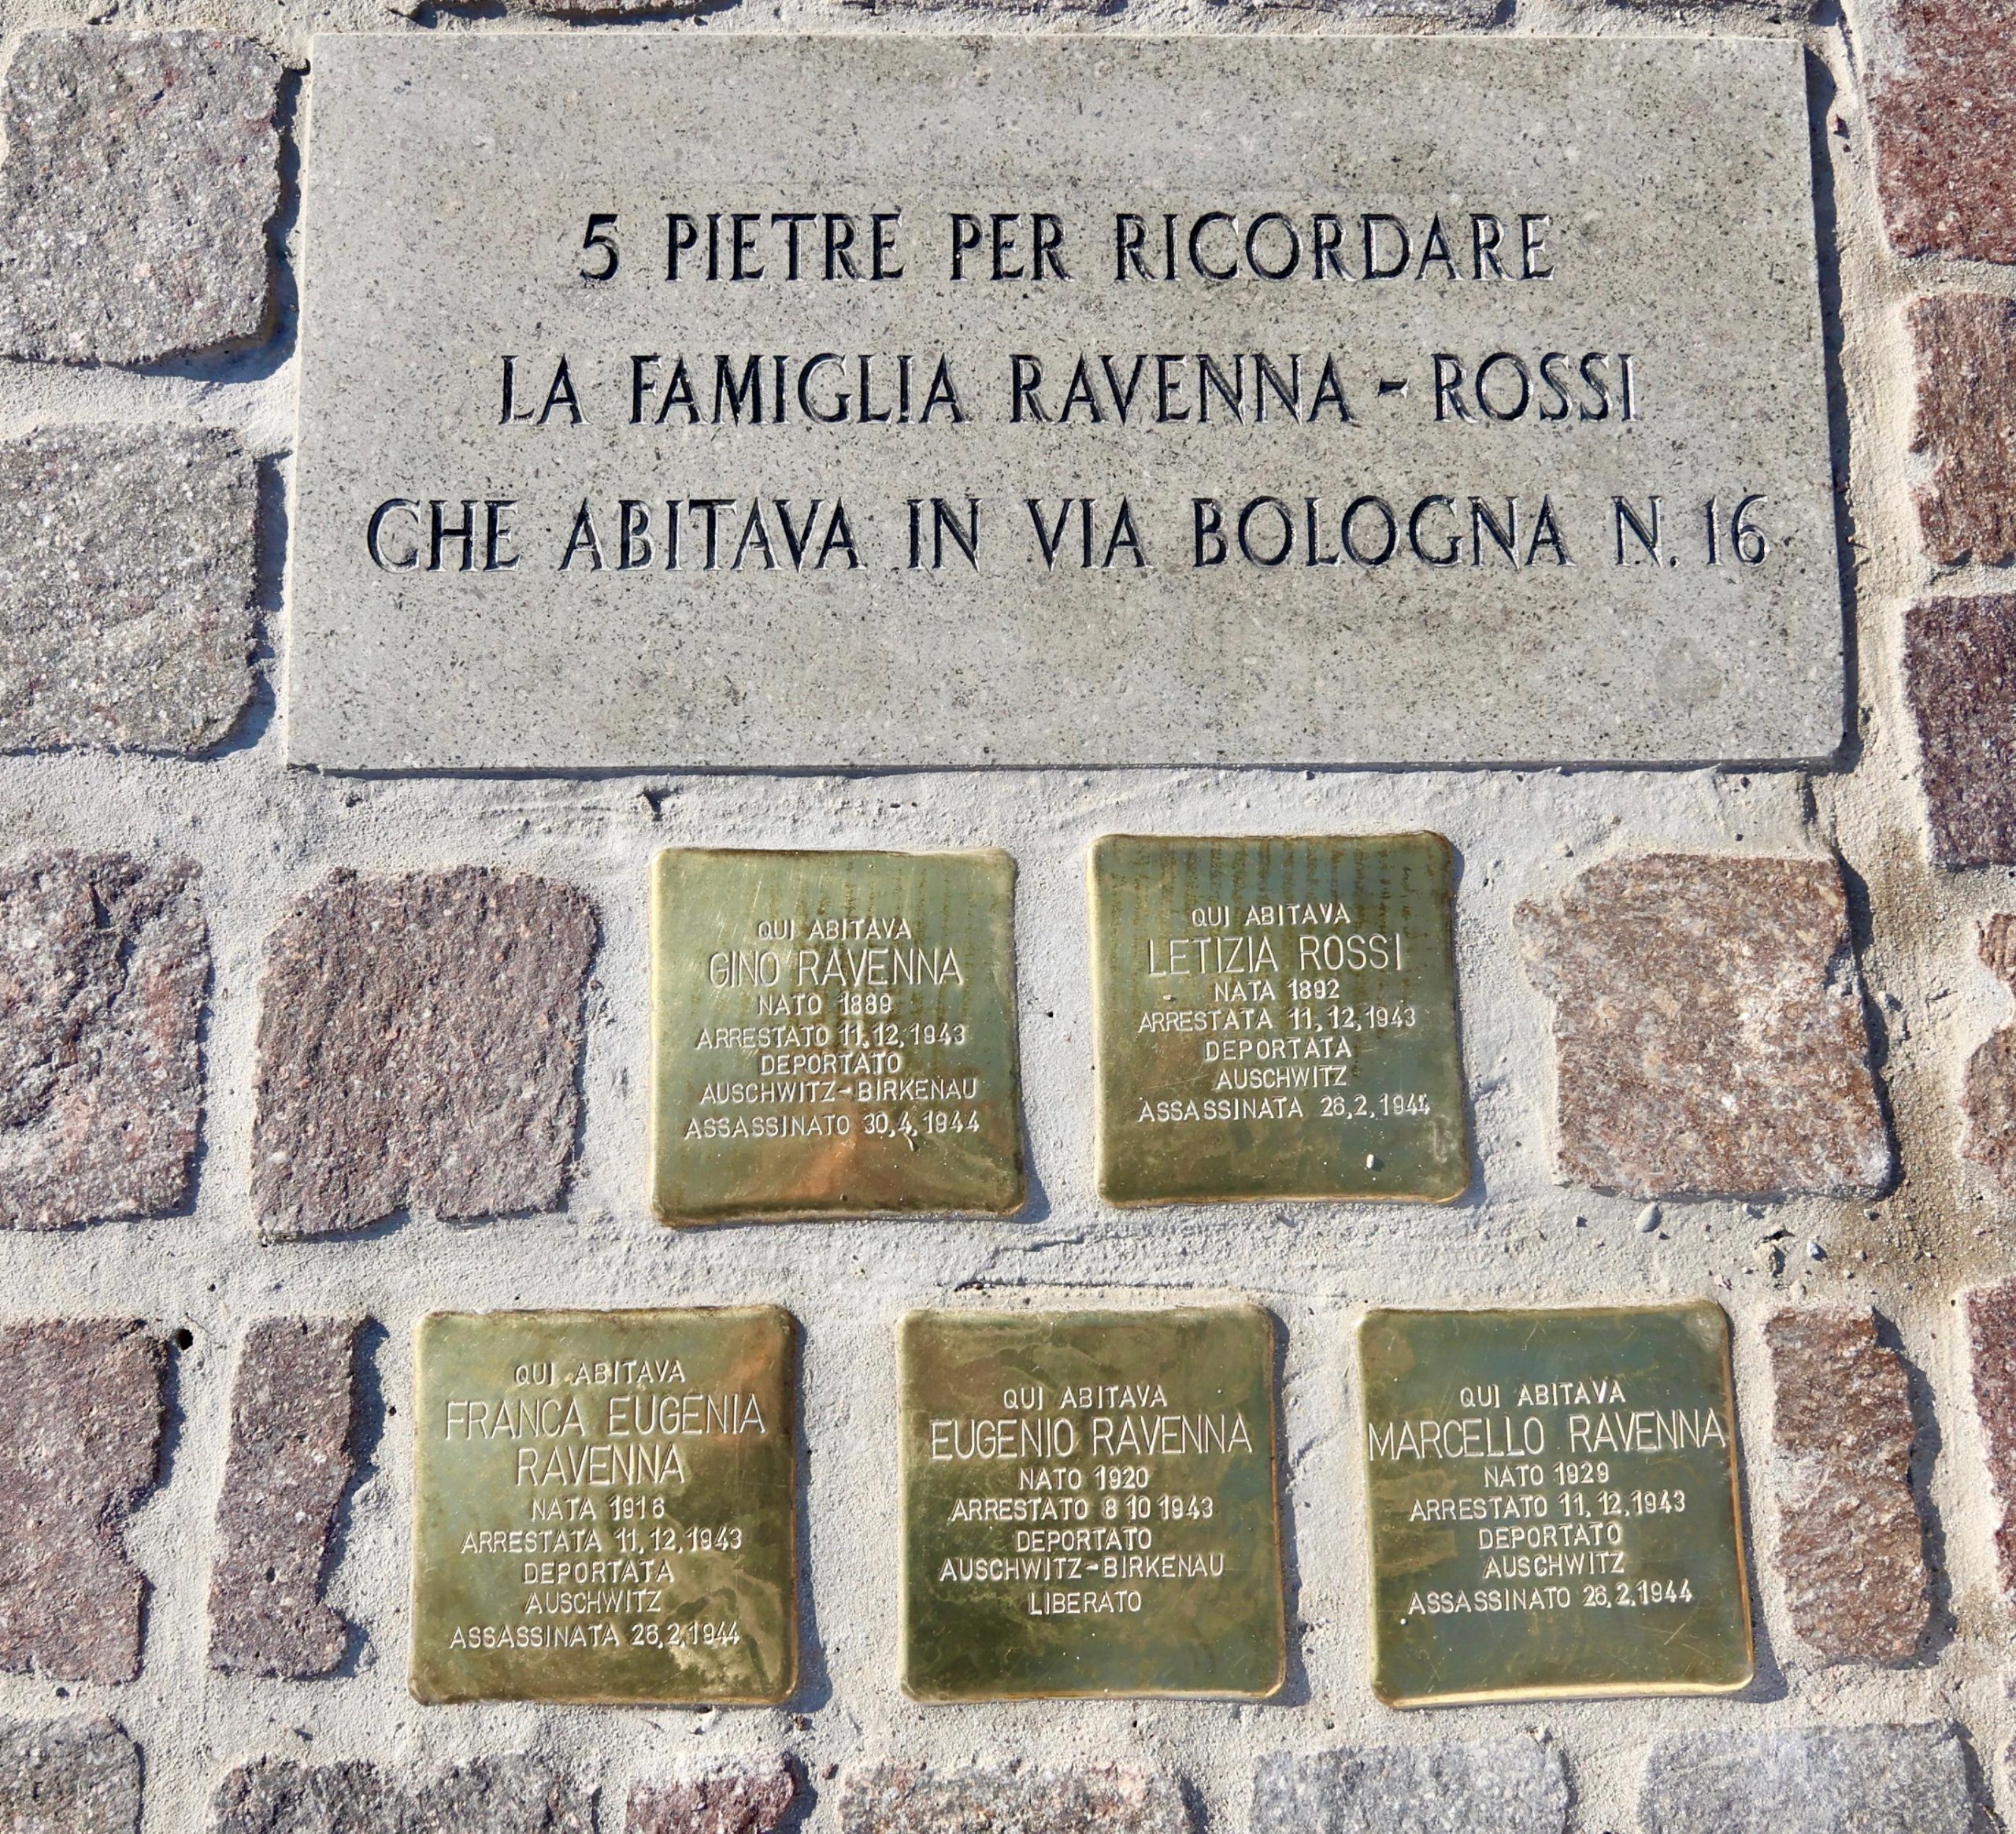 5 PIETRE PER RICORDARE
LA FAMIGLIA RAVENNA - ROSSI
CHE ABITAVA IN VIA BOLOGNA N. 16
QUI ABITAVA
GINO RAVENNA
NATO 1889
ARRESTATO 11.12.1943
DEPORTATO
AUSCHWITZ-BIRKENAU
ASSASSINATO 30.4.1944
QUI ABITAVA
LETIZIA ROSSI
NATA 1892
ARRESTATA 11.12.1943
DEPORTATA
AUSCHWITZ
ASSASSINATA 26.2.1944
QUI ABITAVA
FRANCA EUGENIA
RAVENNA
NATA 1916
ARRESTATA 11.12.1943
DEPORTATA
AUSCHWITZ
ASSASSINATA 26.2.1944
QUI ABITAVA
EUGENIO RAVENNA
NATO 1920
ARRESTATO 8 10 1943
DEPORTATO
AUSCHWITZ-BIRKENAU
LIBERATO
QUI ABITAVA
MARCELLO RAVENNA
NATO 1929
ARRESTATO 11.12.1943
DEPORTATO
AUSCHWITZ
ASSASSINATO 26.2.1944